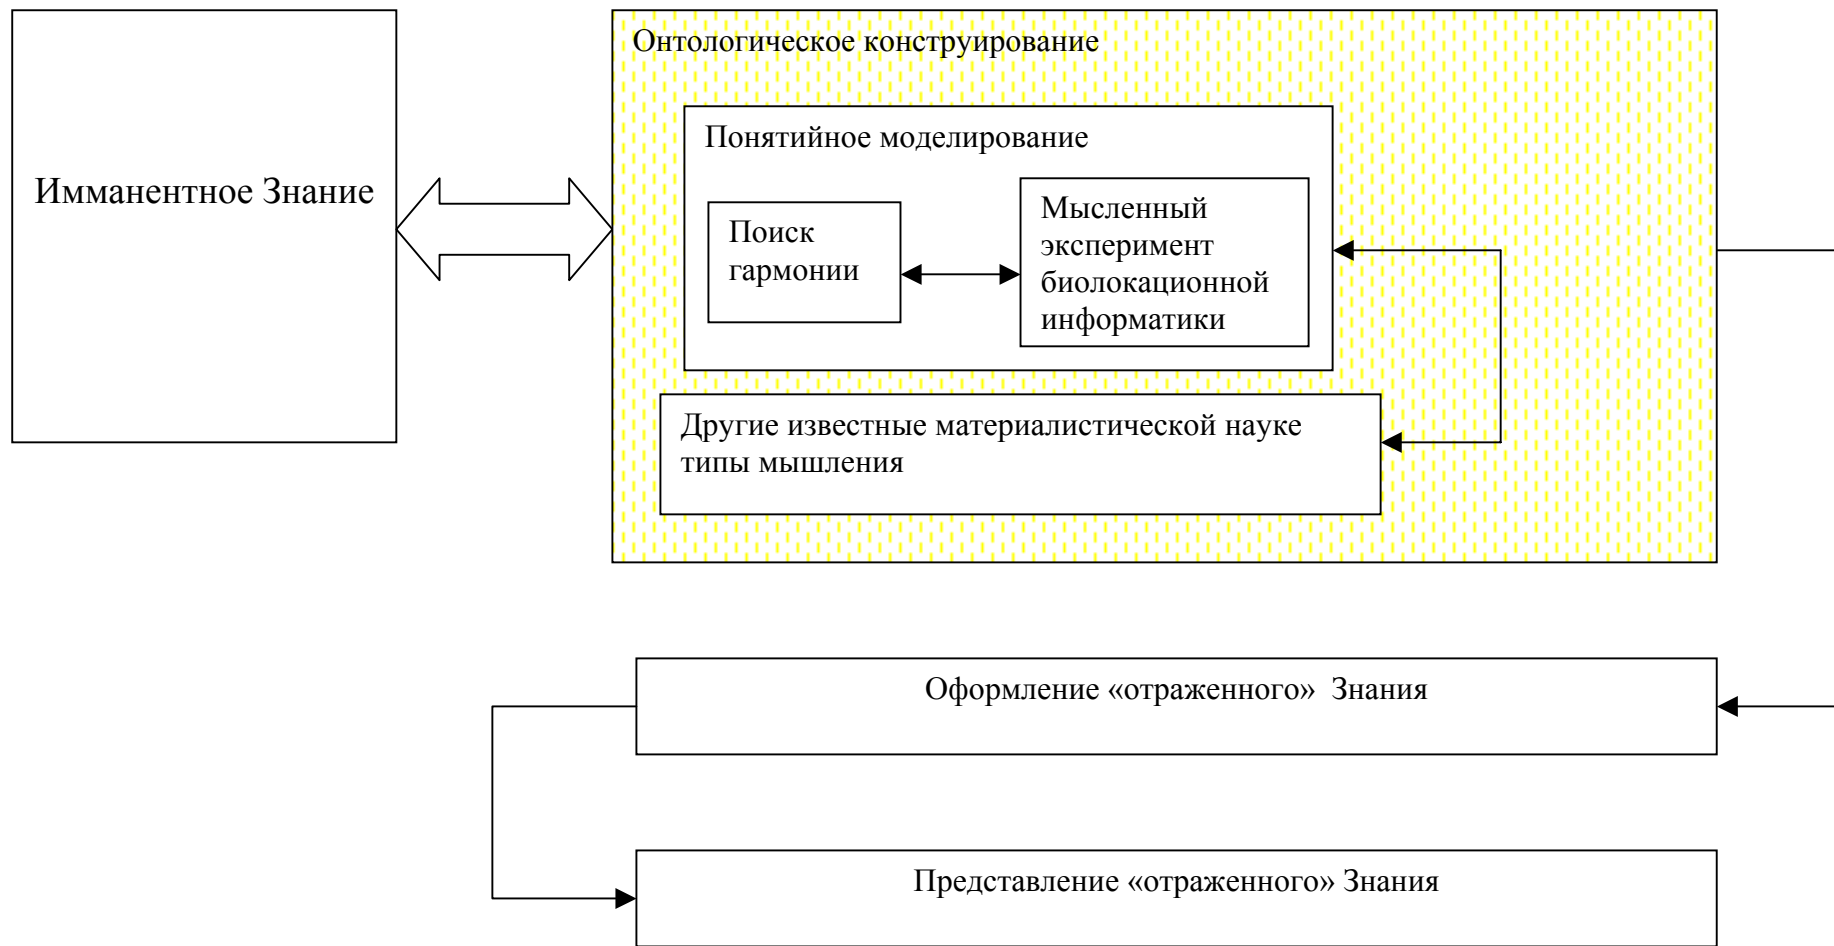 Имманентное Знание
Онтологическое конструирование
Понятийное моделирование
Поиск
гармонии
Мысленный
эксперимент
биолокационной
информатики
Другие известные материалистической науке
типы мышления
Оформление «отраженного»  Знания
Представление «отраженного» Знания